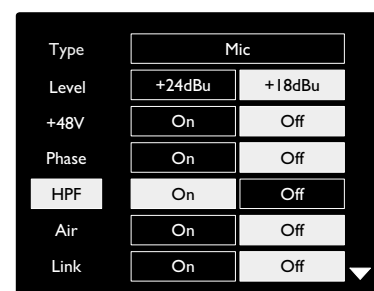 Type Mic
Level +24dBu +18dBu
+48V On Off
Phase On Off
HPF On Off
Air On Off
Link On Off